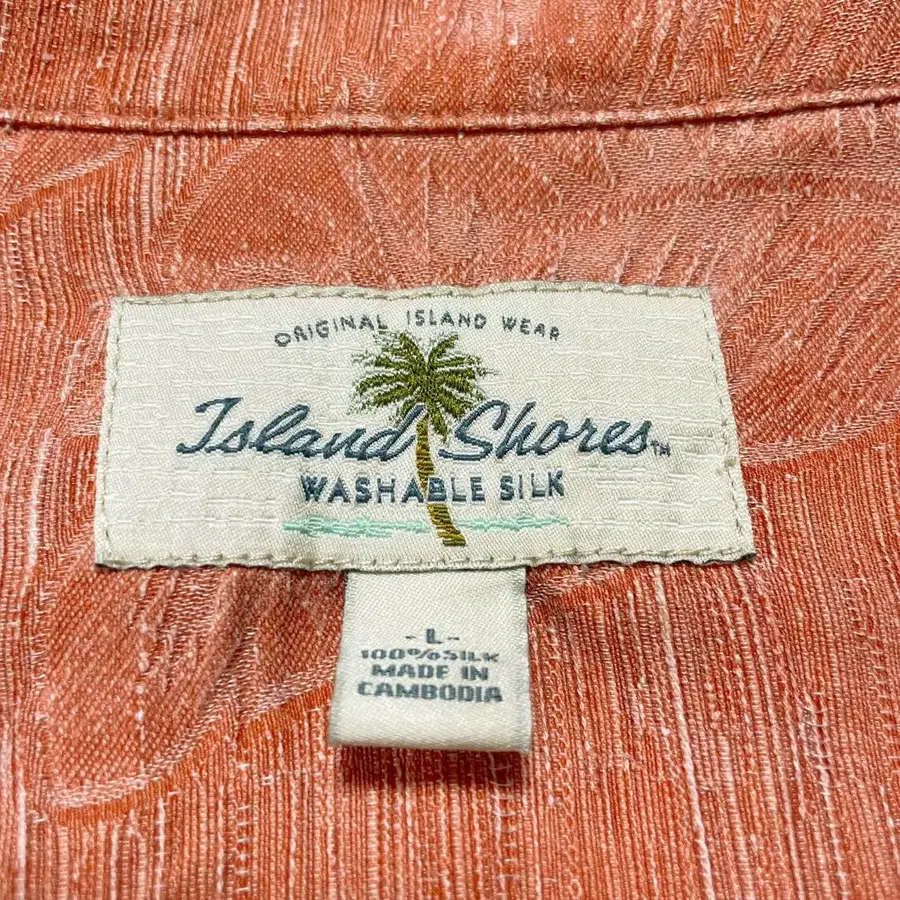 ORIGINAL ISLAND WEAR
Island Shores™
WASHABLE SILK
-L-
100% SILK
MADE IN
CAMBODIA